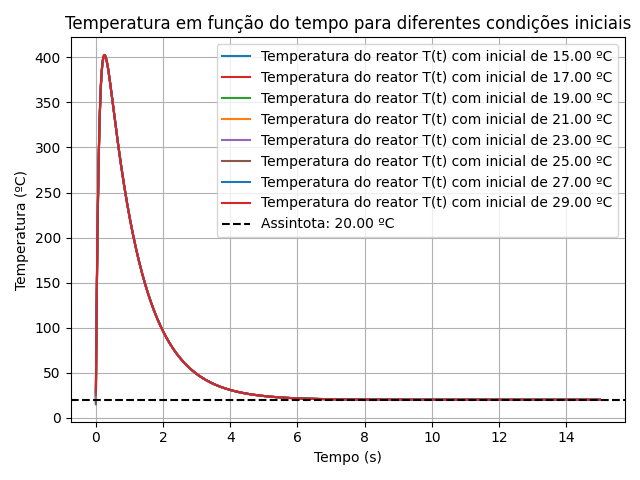 Temperatura em função do tempo para diferentes condições iniciais
Temperatura do reator T(t) com inicial de 15.00 ºC
Temperatura do reator T(t) com inicial de 17.00 ºC
Temperatura do reator T(t) com inicial de 19.00 ºC
Temperatura do reator T(t) com inicial de 21.00 ºC
Temperatura do reator T(t) com inicial de 23.00 ºC
Temperatura do reator T(t) com inicial de 25.00 ºC
Temperatura do reator T(t) com inicial de 27.00 ºC
Temperatura do reator T(t) com inicial de 29.00 ºC
Assintota: 20.00 ºC
Temperatura (ºC)
400
350
300
250
200
150
100
50
0
0 2 4 6 8 10 12 14
Tempo (s)